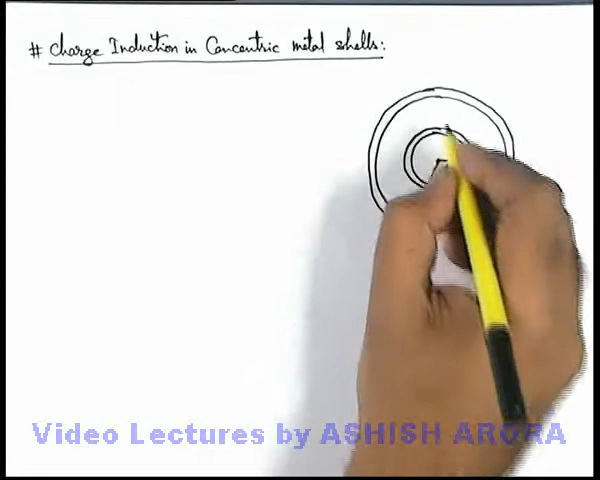 # Charge Induction in Concentric metal shells:
Video Lectures by ASHISH ARORA